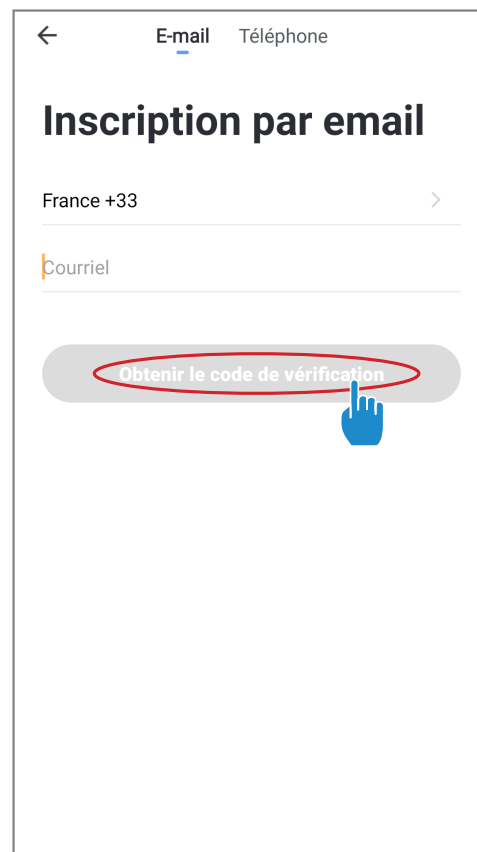 E-mail Téléphone
Inscription par email
France +33
Courriel
Obtenir le code de vérification